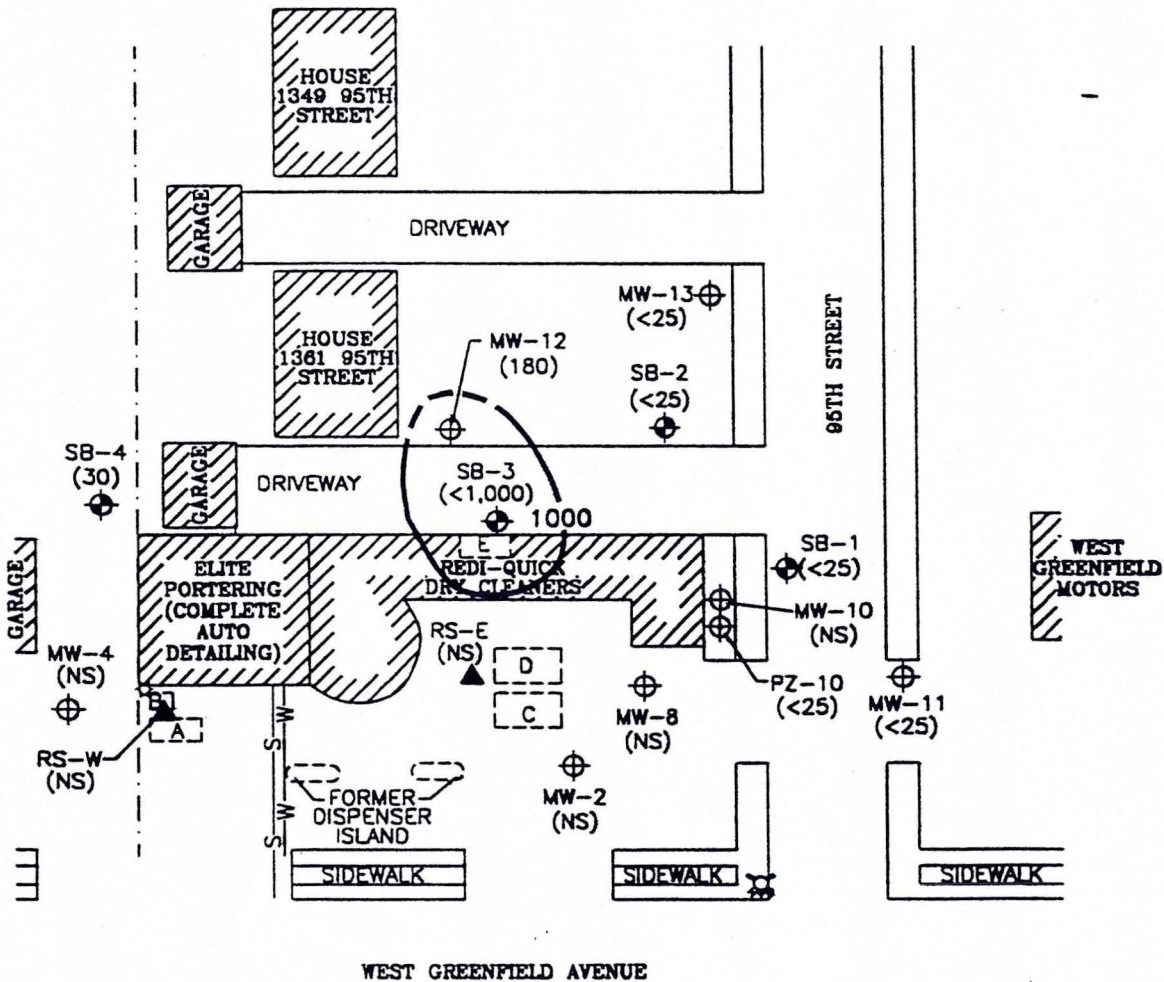 HOUSE
1349 95TH
STREET
GARAGE
DRIVEWAY
MW-13
(<25)
HOUSE
1361 95TH
STREET
MW-12
(180)
SB-2
(<25)
95TH STREET
SB-4
(30)
GARAGE
DRIVEWAY
SB-3
(<1,000)
1000
E
GARAGE
ELITE
PORTERING
(COMPLETE
AUTO
DETAILING)
REDI-QUICK
DRY CLEANERS
SB-1
(<25)
WEST
GREENFIELD
MOTORS
MW-10
(NS)
MW-4
(NS)
RS-E
(NS)
D
C
PZ-10
(<25)
MW-8
(NS)
MW-11
(<25)
B
A
RS-W
(NS)
S
W
S
W
FORMER
DISPENSER
ISLAND
MW-2
(NS)
SIDEWALK
SIDEWALK
SIDEWALK
WEST GREENFIELD AVENUE